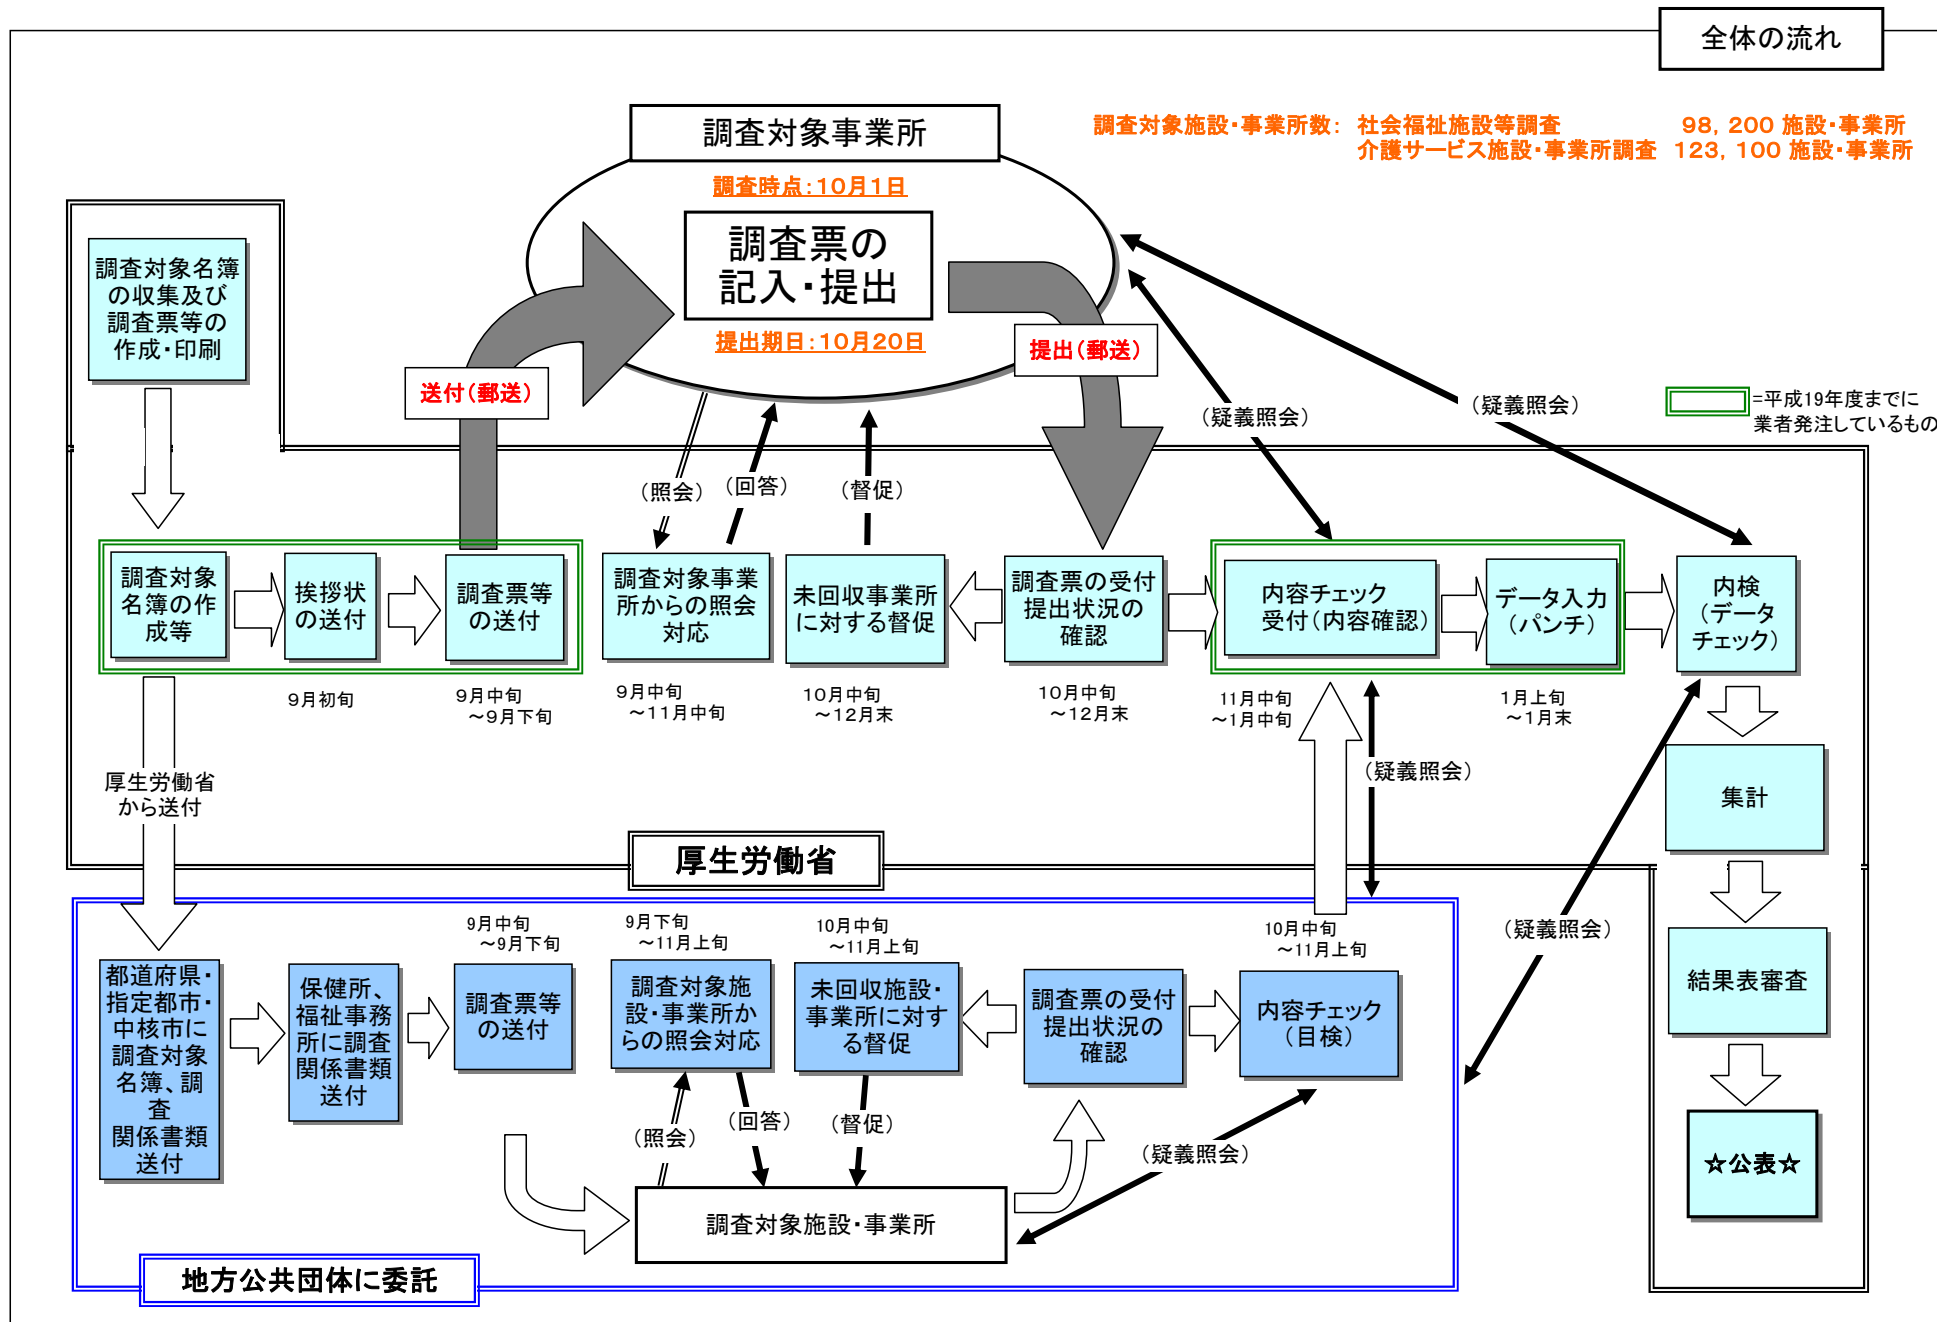 全体の流れ
調査対象事業所
調査対象施設・事業所数： 社会福祉施設等調査 98，200 施設・事業所
介護サービス施設・事業所調査 123，100 施設・事業所
調査時点：10月1日
調査票の
記入・提出
提出期日：10月20日
調査対象名簿
の収集及び
調査票等の
作成・印刷
送付（郵送）
提出（郵送）
（疑義照会）
（疑義照会）
=平成19年度までに
業者発注しているもの
（照会）
（回答）
（督促）
調査対象
名簿の作
成等
挨拶状
の送付
調査票等
の送付
調査対象事業
所からの照会
対応
未回収事業所
に対する督促
調査票の受付
提出状況の
確認
内容チェック
受付（内容確認）
データ入力
（パンチ）
内検
（データ
チェック）
9月初旬
9月中旬
～9月下旬
9月中旬
～11月中旬
10月中旬
～12月末
10月中旬
～12月末
11月中旬
～1月中旬
1月上旬
～1月末
厚生労働省
から送付
（疑義照会）
集計
厚生労働省
9月中旬
～9月下旬
9月下旬
～11月上旬
10月中旬
～11月上旬
10月中旬
～11月上旬
（疑義照会）
都道府県・
指定都市・
中核市に
調査対象
名簿、調
査
関係書類
送付
保健所、
福祉事務
所に調査
関係書類
送付
調査票等
の送付
調査対象施
設・事業所か
らの照会対応
未回収施設・
事業所に対す
る督促
調査票の受付
提出状況の
確認
内容チェック
（目検）
結果表審査
（照会）
（回答）
（督促）
（疑義照会）
☆公表☆
調査対象施設・事業所
地方公共団体に委託